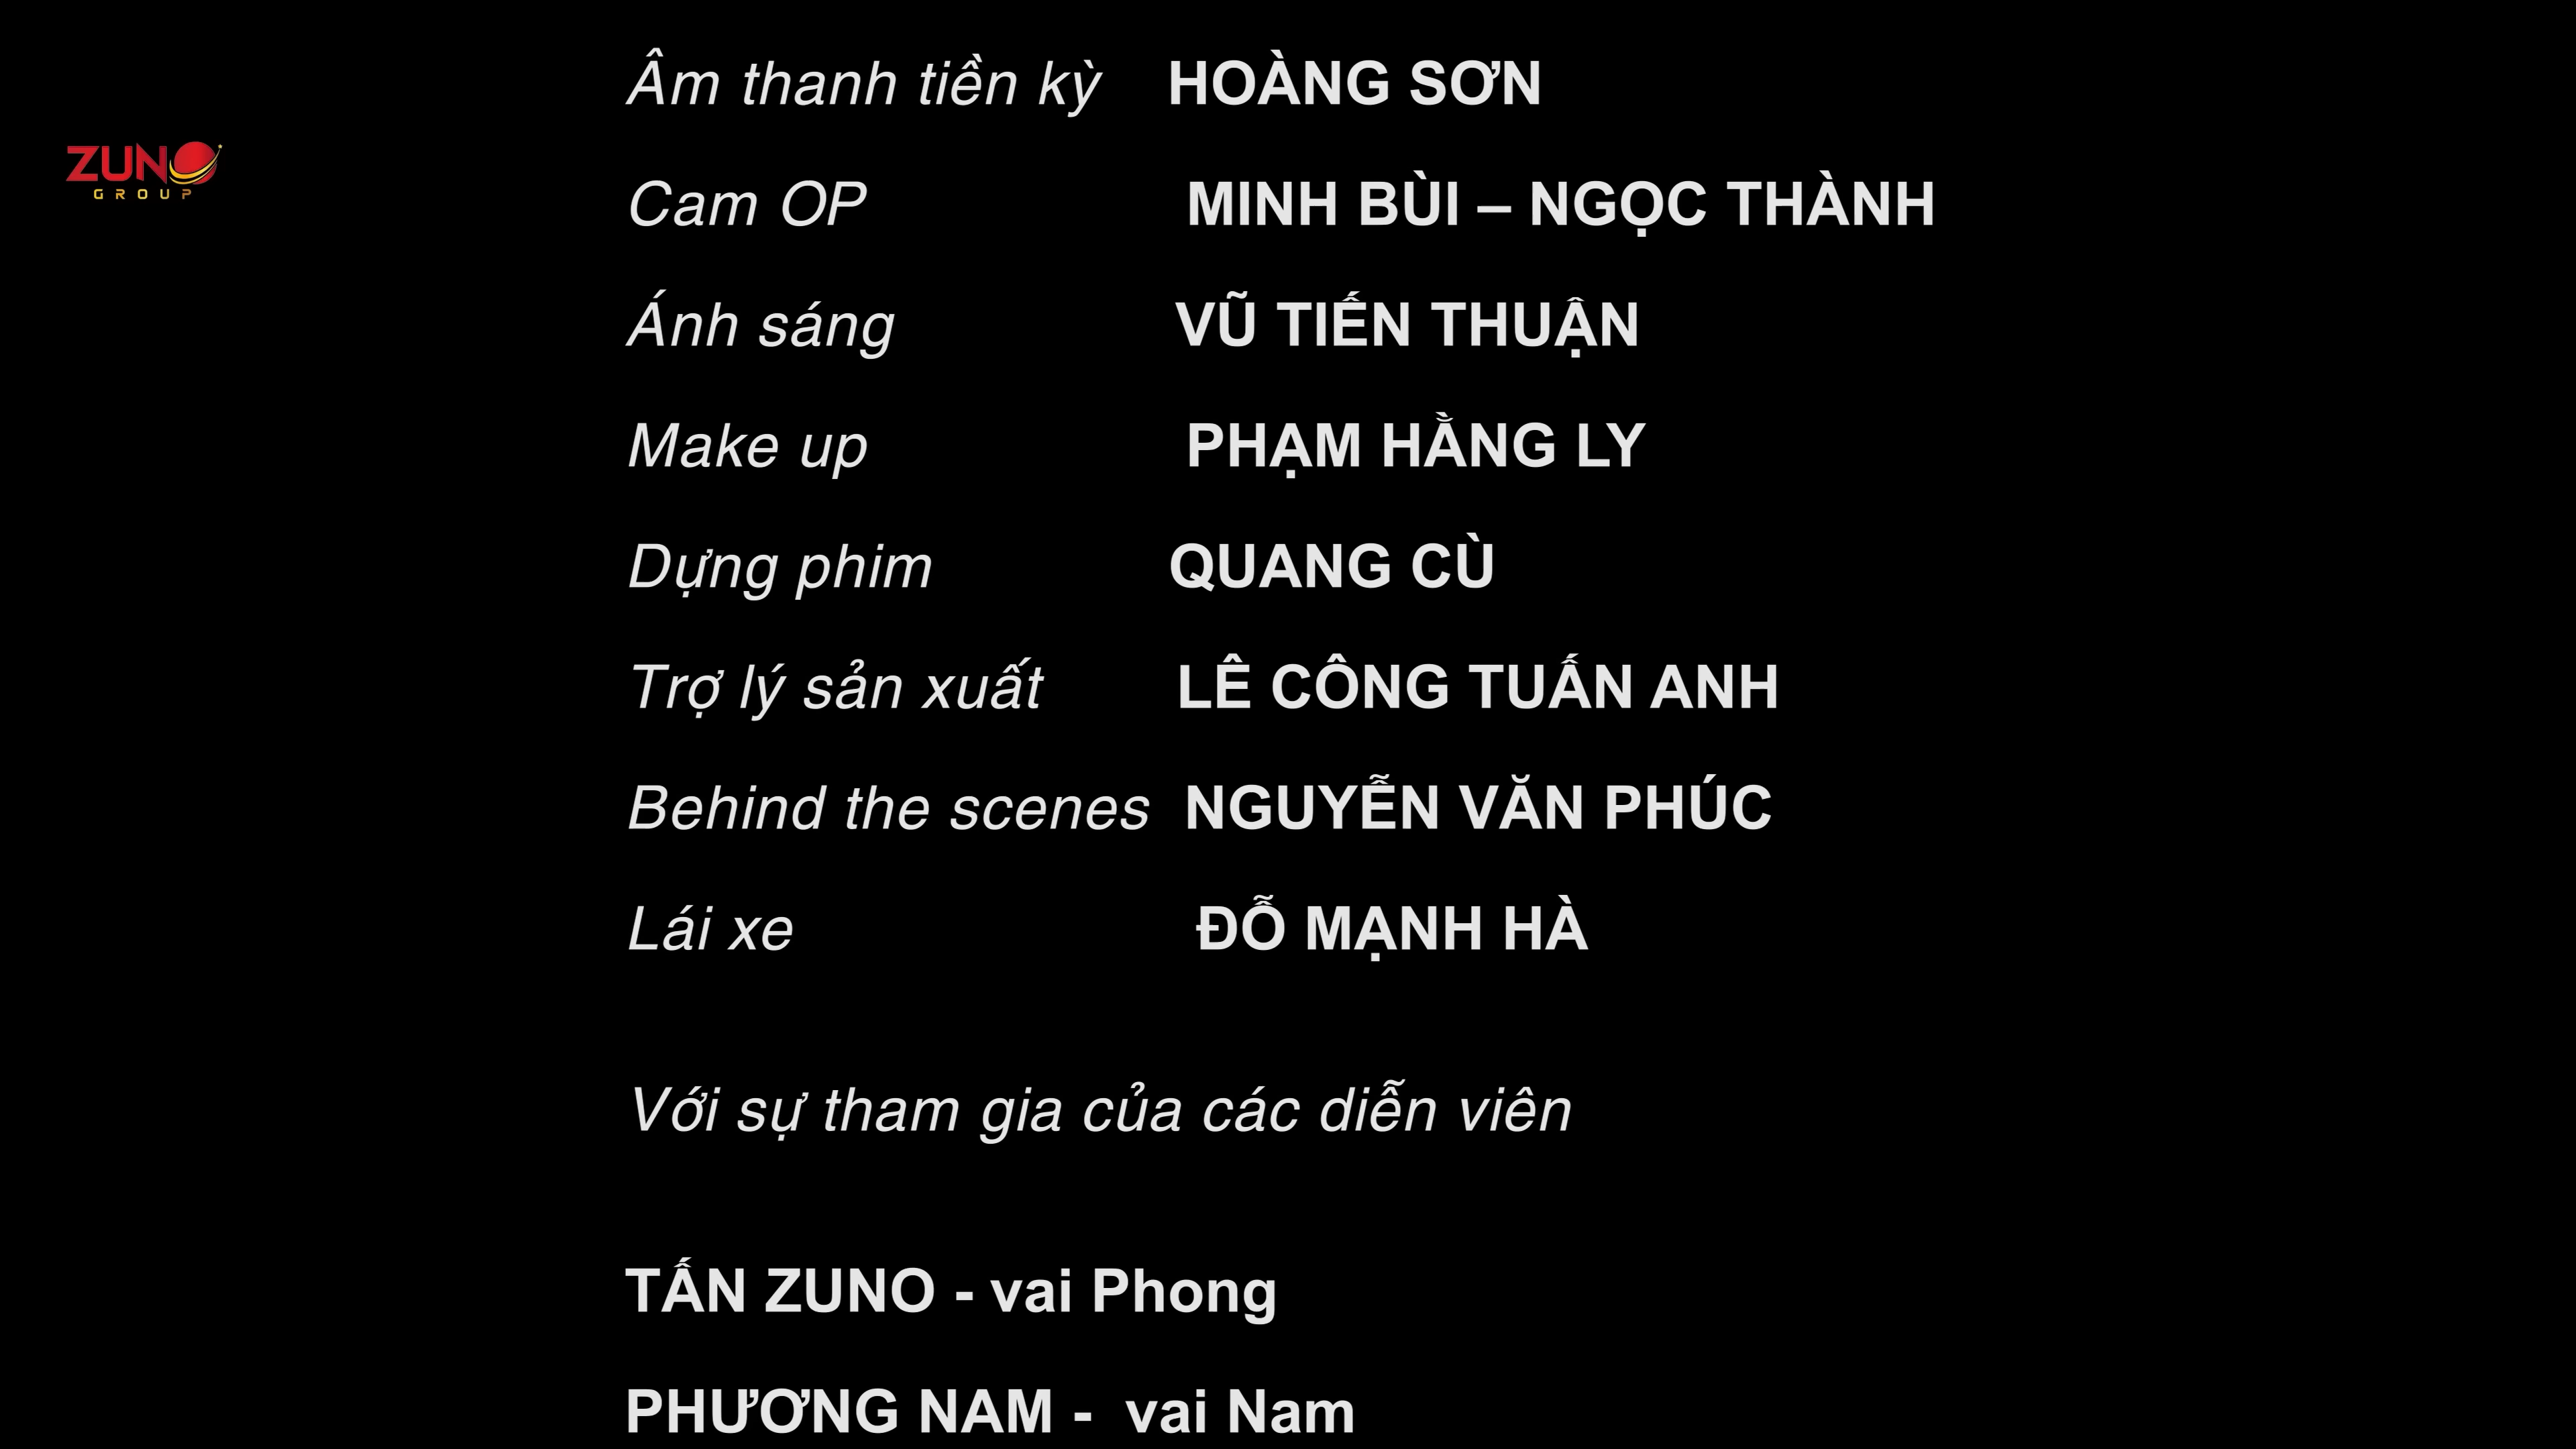 Âm thanh tiền kỳ HOÀNG SƠN
ZUNO
GROUP
Cam OP MINH BÙI – NGỌC THÀNH
Ánh sáng VŨ TIẾN THUẬN
Make up PHẠM HẰNG LY
Dựng phim QUANG CÙ
Trợ lý sản xuất LÊ CÔNG TUẤN ANH
Behind the scenes NGUYỄN VĂN PHÚC
Lái xe ĐỖ MẠNH HÀ
Với sự tham gia của các diễn viên
TẤN ZUNO - vai Phong
PHƯƠNG NAM - vai Nam